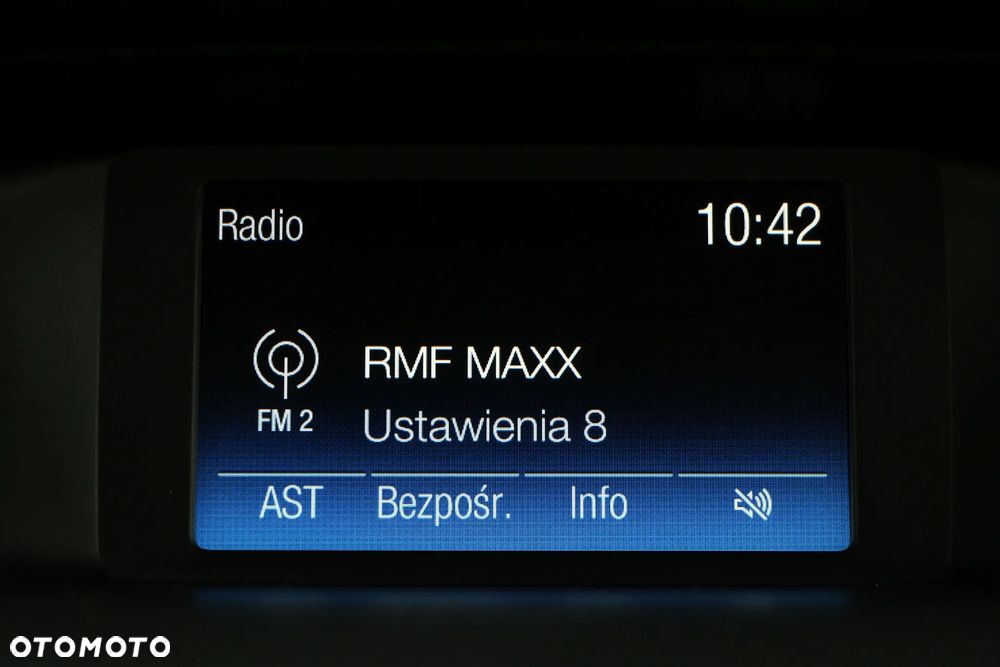 Radio 10:42
RMF MAXX
FM 2 Ustawienia 8
AST Bezpośr. Info
OTOMOTO